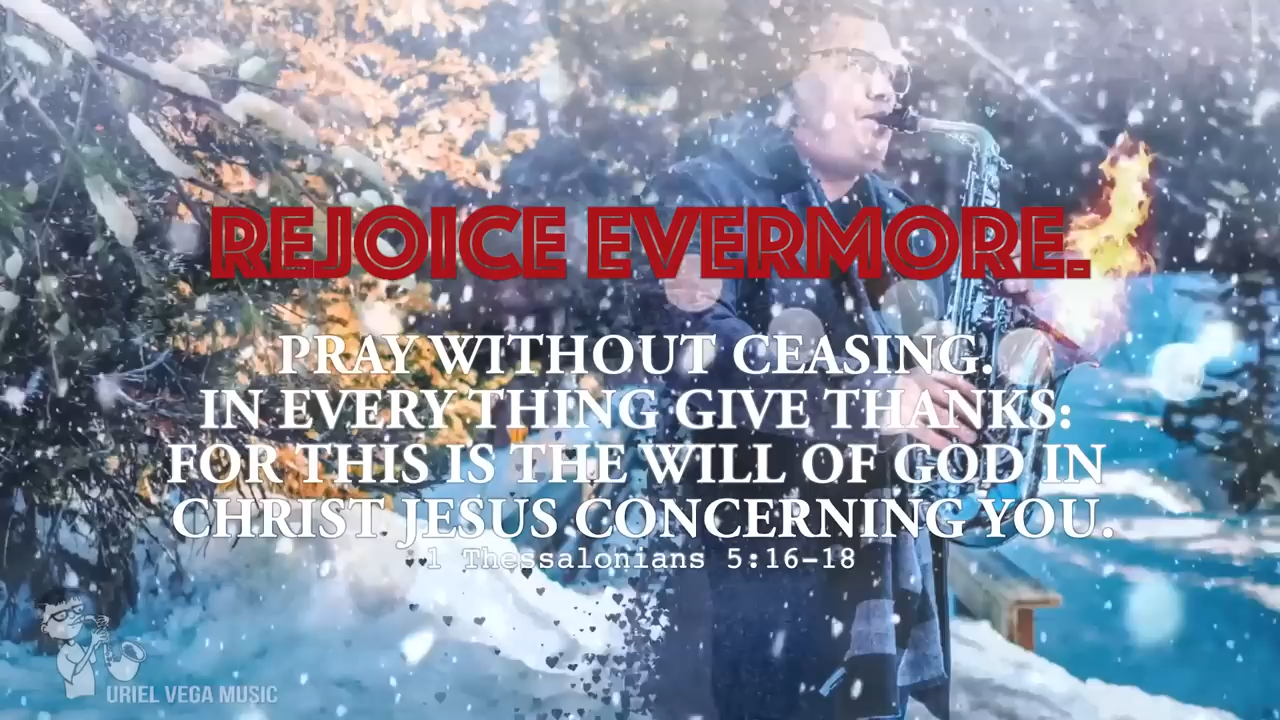 REJOICE EVERMORE.
PRAY WITHOUT CEASING.
IN EVERY THING GIVE THANKS:
FOR THIS IS THE WILL OF GOD IN
CHRIST JESUS CONCERNING YOU.
1 Thessalonians 5:16-18
URIEL VEGA MUSIC